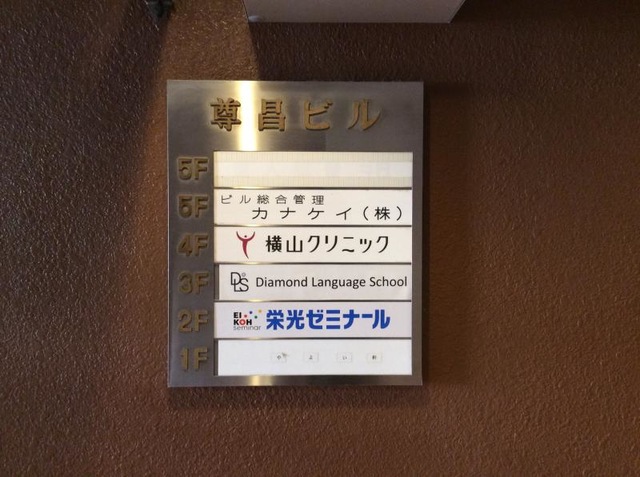 尊昌ビル
5F
5F ビル総合管理
カナケイ(株)
4F 横山クリニック
3F DLS Diamond Language School
2F EIKOH seminar 栄光ゼミナール
1F